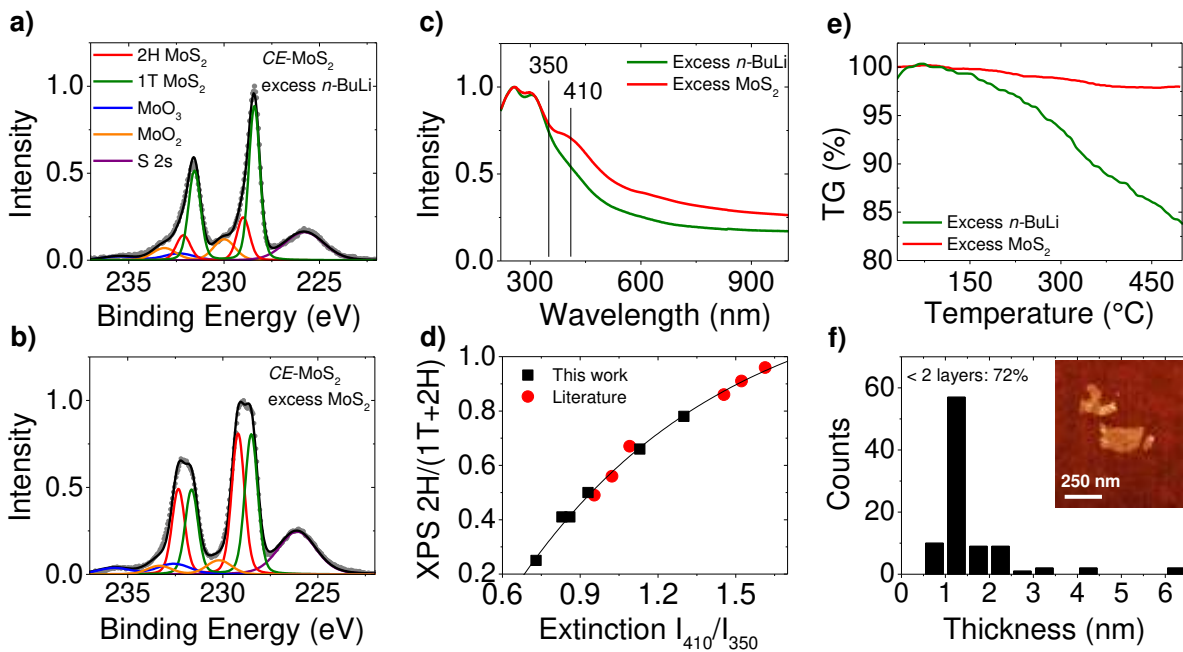 a)
2H MoS₂
1T MoS₂
MoO₃
MoO₂
S 2s
CE-MoS₂
excess n-BuLi
Intensity
1.0
0.5
0.0
235 230 225
Binding Energy (eV)
b)
CE-MoS₂
excess MoS₂
Intensity
1.0
0.5
0.0
235 230 225
Binding Energy (eV)
c)
350
410
Excess n-BuLi
Excess MoS₂
Intensity
1.0
0.5
0.0
300 600 900
Wavelength (nm)
d)
This work
Literature
XPS 2H/(1T+2H)
1.0
0.8
0.6
0.4
0.2
0.6 0.9 1.2 1.5
Extinction I₄₁₀/I₃₅₀
e)
TG (%)
100
95
90
85
80
Excess n-BuLi
Excess MoS₂
150 300 450
Temperature (°C)
f)
< 2 layers: 72%
250 nm
Counts
60
40
20
0
0 1 2 3 4 5 6
Thickness (nm)